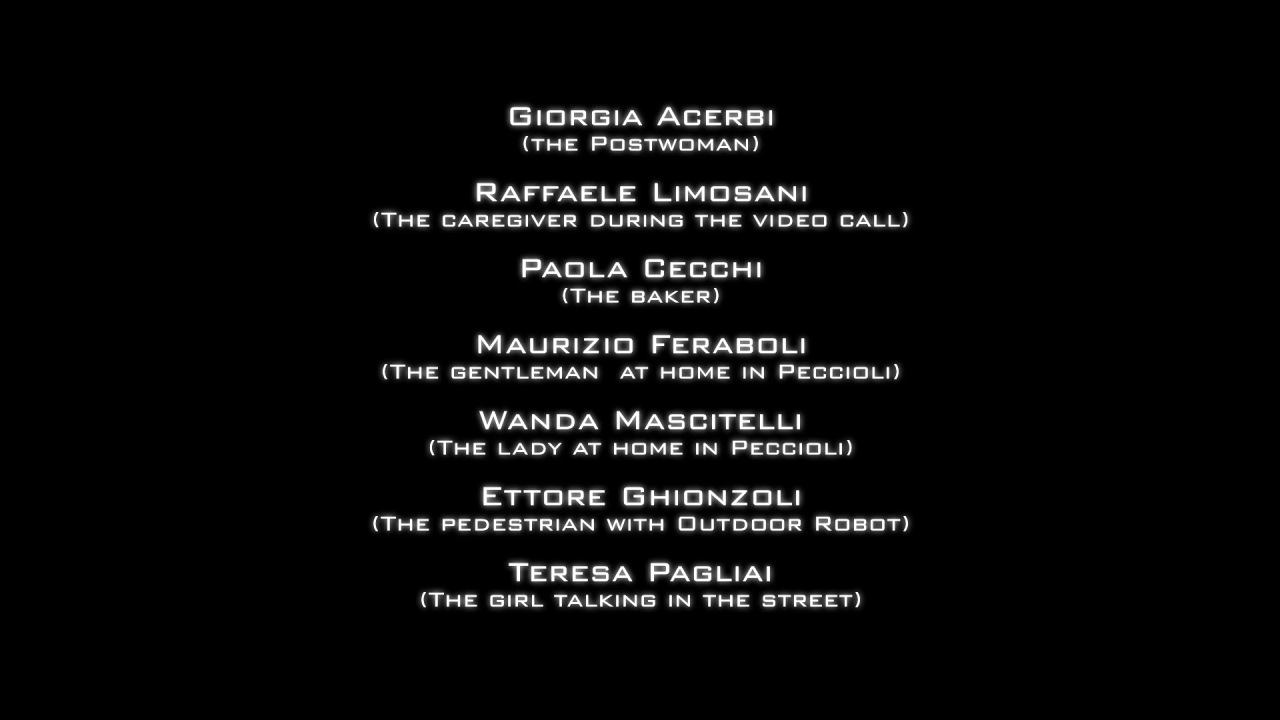 Giorgia Acerbi
(the Postwoman)
Raffaele Limosani
(The caregiver during the video call)
Paola Cecchi
(The baker)
Maurizio Feraboli
(The gentleman  at home in Peccioli)
Wanda Mascitelli
(The lady at home in Peccioli)
Ettore Ghionzoli
(The pedestrian with Outdoor Robot)
Teresa Pagliai
(The girl talking in the street)